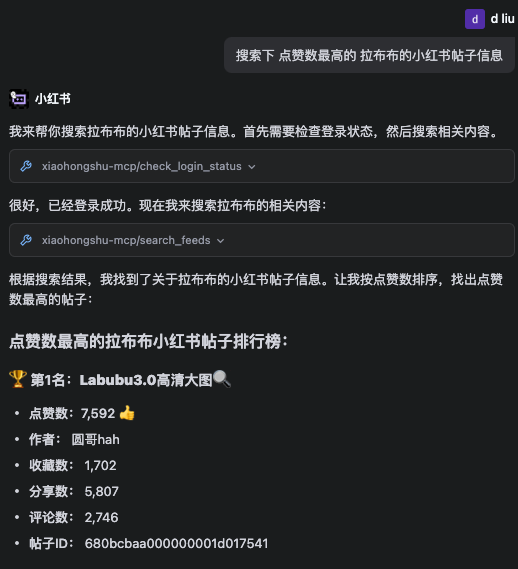 d d liu
搜索下 点赞数最高的 拉布布的小红书帖子信息
小红书
我来帮你搜索拉布布的小红书帖子信息。首先需要检查登录状态，然后搜索相关内容。
xiaohongshu-mcp/check_login_status
很好，已经登录成功。现在我来搜索拉布布的相关内容：
xiaohongshu-mcp/search_feeds
根据搜索结果，我找到了关于拉布布的小红书帖子信息。让我按点赞数排序，找出点赞
数最高的帖子：
点赞数最高的拉布布小红书帖子排行榜：
🏆 第1名：Labubu3.0高清大图🔍
• 点赞数：7,592 👍
• 作者： 圆哥hah
• 收藏数： 1,702
• 分享数： 5,807
• 评论数： 2,746
• 帖子ID： 680bcbaa000000001d017541